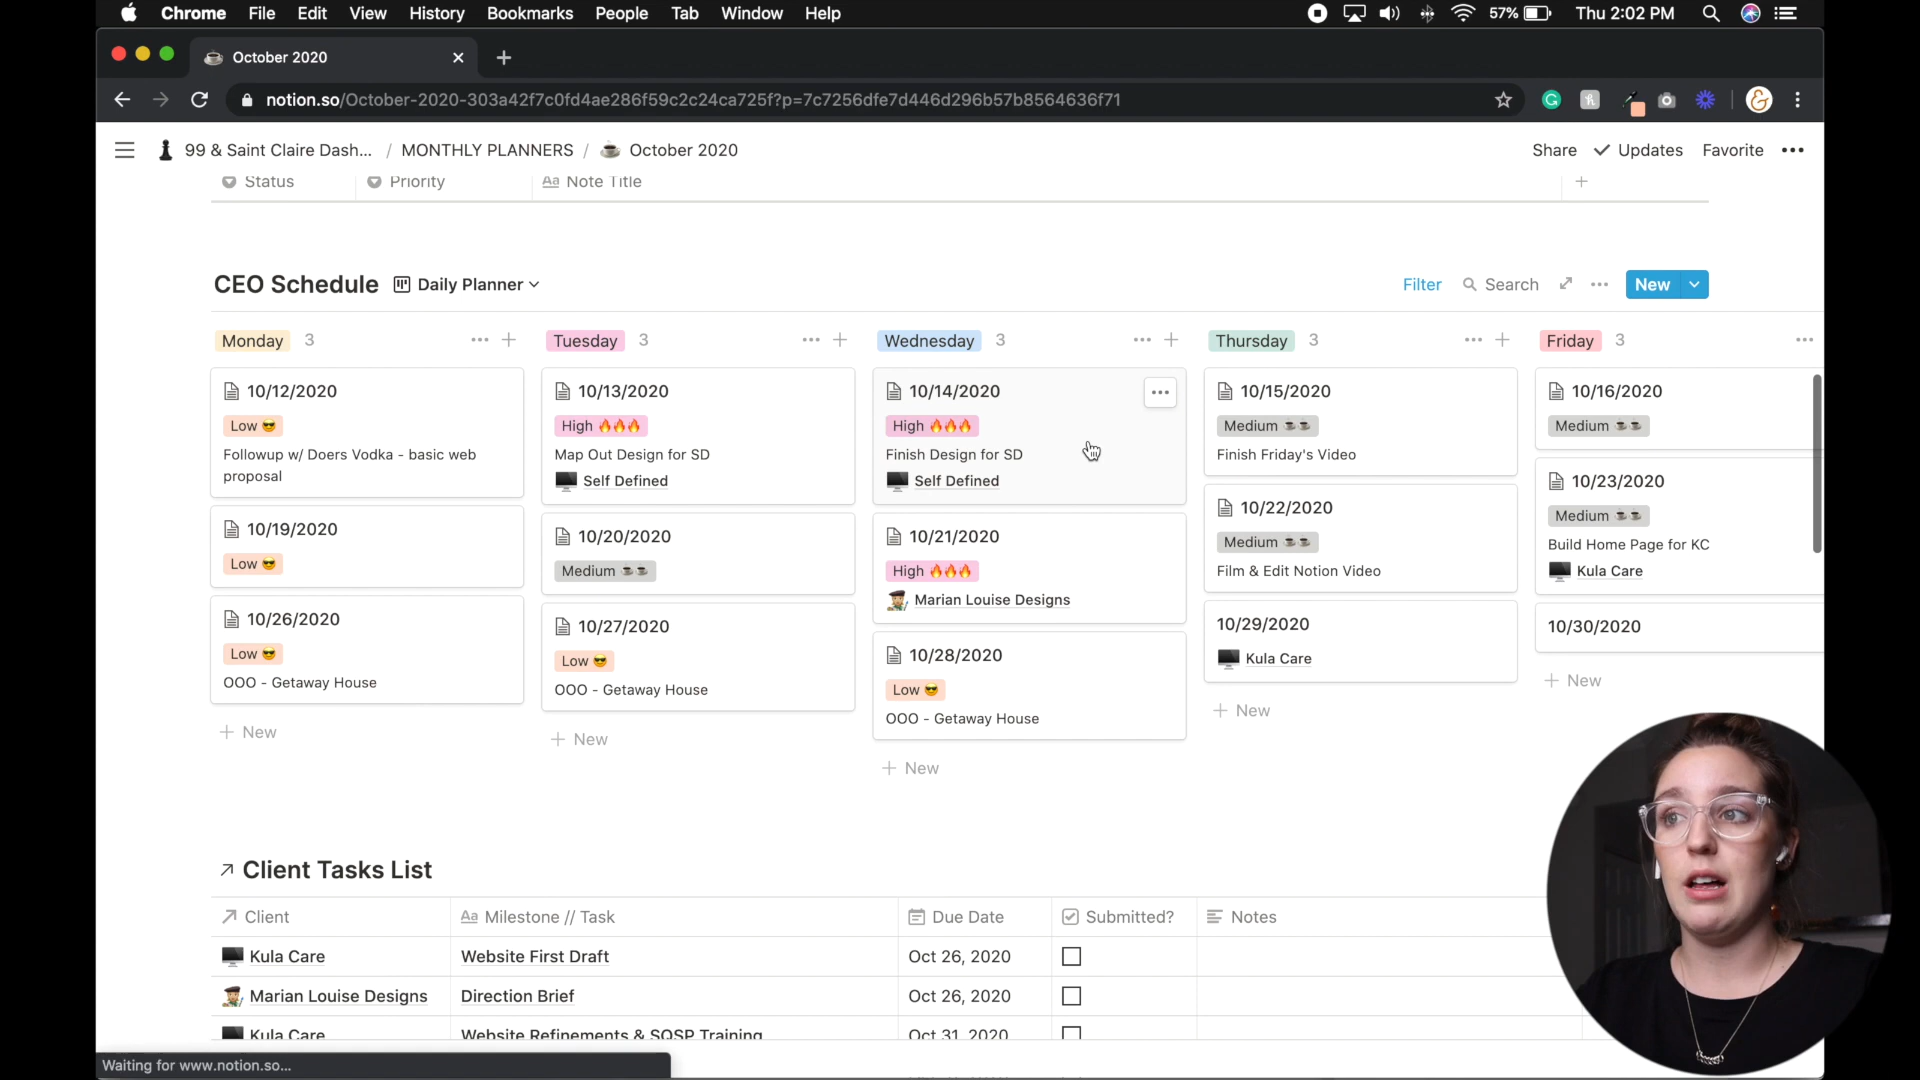 Chrome File Edit View History Bookmarks People Tab Window Help 57% Thu 2:02 PM
October 2020
notion.so/October-2020-303a42f7c0fd4ae286f59c2c24ca725f?p=7c7256dfe7d446d296b57b8564636f71
99 & Saint Claire Dash... / MONTHLY PLANNERS / October 2020 Share Updates Favorite
Status Priority Aa Note Title
CEO Schedule Daily Planner Filter Search New
Monday 3 Tuesday 3 Wednesday 3 Thursday 3 Friday 3
10/12/2020
Low 😎
Followup w/ Doers Vodka - basic web
proposal
10/19/2020
Low 😎
10/26/2020
Low 😎
OOO - Getaway House
New
10/13/2020
High 🔥🔥🔥
Map Out Design for SD
Self Defined
10/20/2020
Medium ☕☕
10/27/2020
Low 😎
OOO - Getaway House
New
10/14/2020
High 🔥🔥🔥
Finish Design for SD
Self Defined
10/21/2020
High 🔥🔥🔥
Marian Louise Designs
10/28/2020
Low 😎
OOO - Getaway House
New
10/15/2020
Medium ☕☕
Finish Friday's Video
10/22/2020
Medium ☕☕
Film & Edit Notion Video
10/29/2020
Kula Care
New
10/16/2020
Medium ☕☕
10/23/2020
Medium ☕☕
Build Home Page for KC
Kula Care
10/30/2020
New
Client Tasks List
Client Aa Milestone // Task Due Date Submitted? Notes
Kula Care Website First Draft Oct 26, 2020
Marian Louise Designs Direction Brief Oct 26, 2020
Kula Care Website Refinements & SQSP Training Oct 31, 2020
Waiting for www.notion.so...